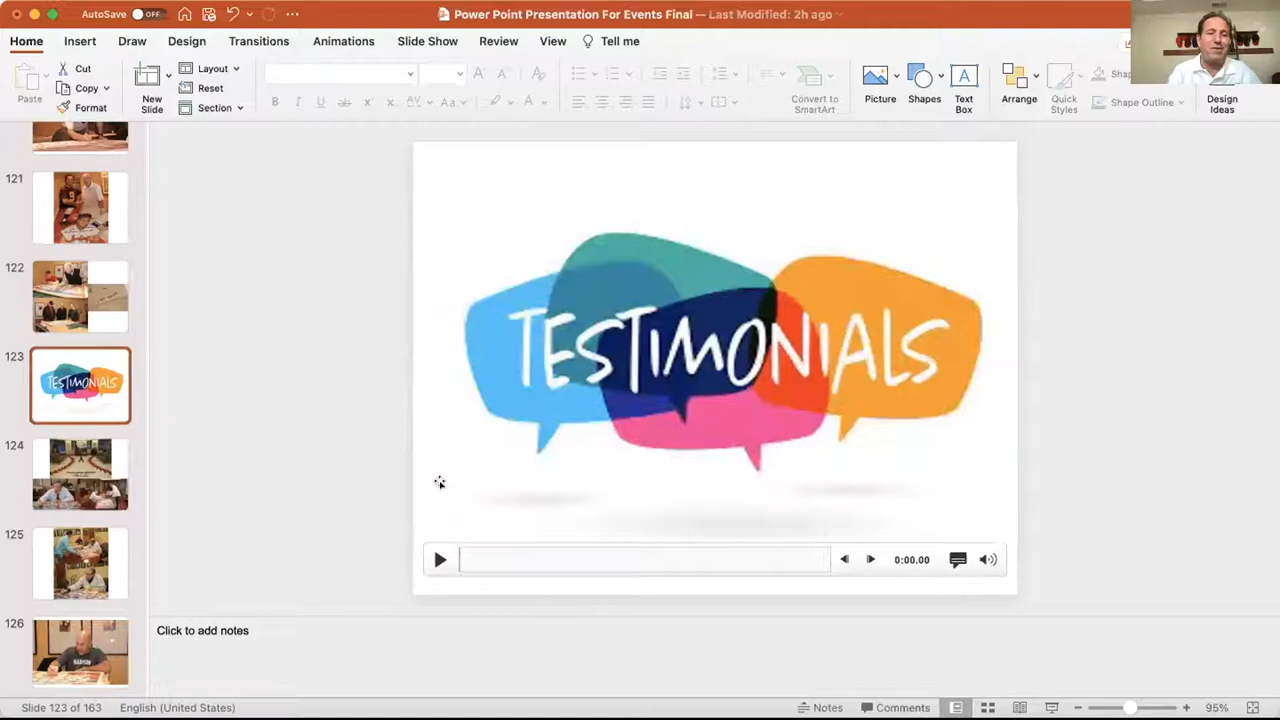 AutoSave OFF
Power Point Presentation For Events Final — Last Modified: 2h ago
Home Insert Draw Design Transitions Animations Slide Show Review View Tell me
Paste
Cut
Copy
Format
New Slide
Layout
Reset
Section
Convert to SmartArt
Picture
Shapes
Text Box
Arrange
Quick Styles
Shape Outline
Design Ideas
121
122
123
124
125
126
TESTIMONIALS
0:00.00
Click to add notes
Slide 123 of 163 English (United States) Notes Comments 95%